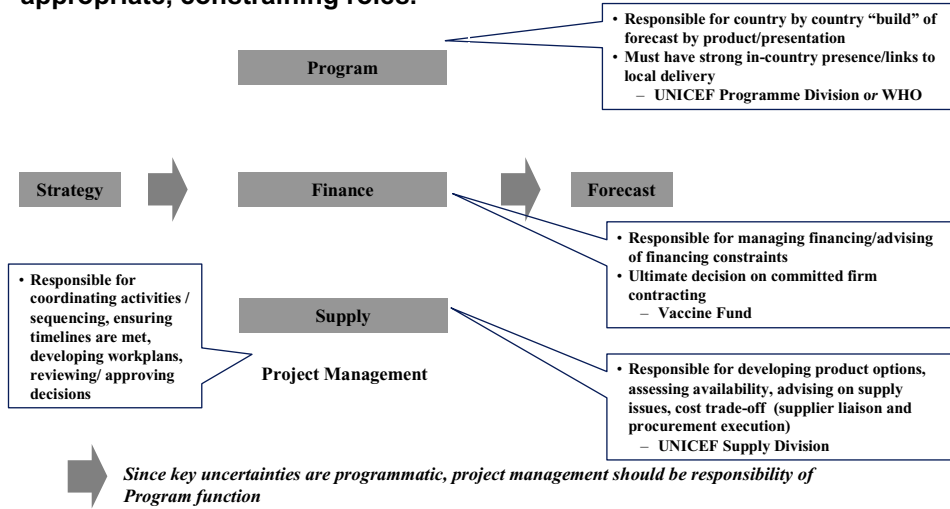 appropriate, constraining roles.
• Responsible for country by country “build” of
forecast by product/presentation
• Must have strong in-country presence/links to
local delivery
– UNICEF Programme Division or WHO
Program
Strategy
Finance
Forecast
• Responsible for managing financing/advising
of financing constraints
• Ultimate decision on committed firm
contracting
– Vaccine Fund
• Responsible for
coordinating activities /
sequencing, ensuring
timelines are met,
developing workplans,
reviewing/ approving
decisions
Supply
Project Management
• Responsible for developing product options,
assessing availability, advising on supply
issues, cost trade-off (supplier liaison and
procurement execution)
– UNICEF Supply Division
Since key uncertainties are programmatic, project management should be responsibility of
Program function